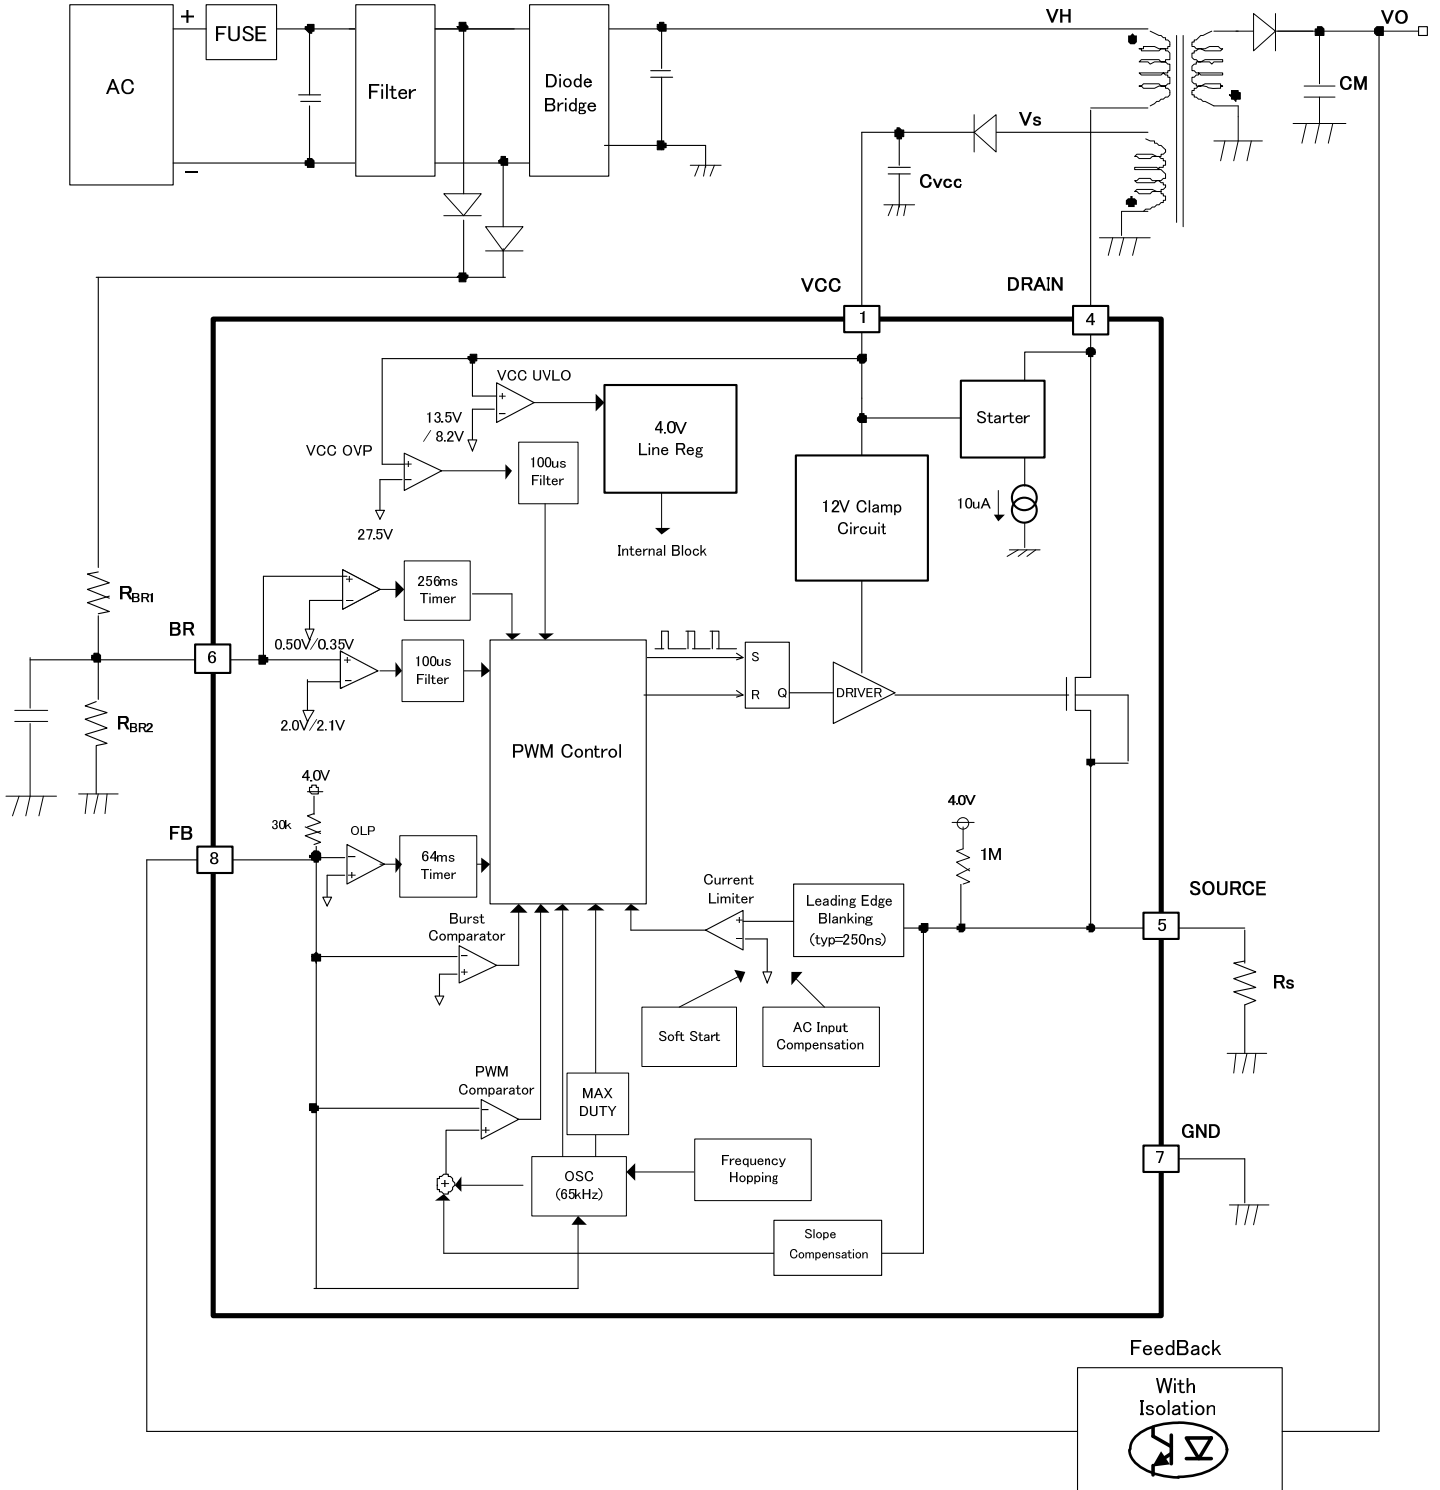 AC
+
−
FUSE
Filter
Diode
Bridge
VH
VO
CM
Vs
Cvcc
VCC
DRAIN
1
4
VCC UVLO
+
−
13.5V
/ 8.2V
4.0V
Line Reg
Internal Block
VCC OVP
+
−
27.5V
100us
Filter
Starter
10uA
12V Clamp
Circuit
RBR1
BR
6
RBR2
+
−
0.50V/0.35V
256ms
Timer
+
−
2.0V/2.1V
100us
Filter
PWM Control
S
R
Q
DRIVER
4.0V
30k
FB
8
OLP
−
+
64ms
Timer
4.0V
1M
Current
Limiter
+
−
Leading Edge
Blanking
(typ=250ns)
SOURCE
5
Rs
Burst
Comparator
−
+
Soft Start
AC Input
Compensation
PWM
Comparator
−
+
MAX
DUTY
GND
7
+
OSC
(65kHz)
Frequency
Hopping
Slope
Compensation
FeedBack
With
Isolation